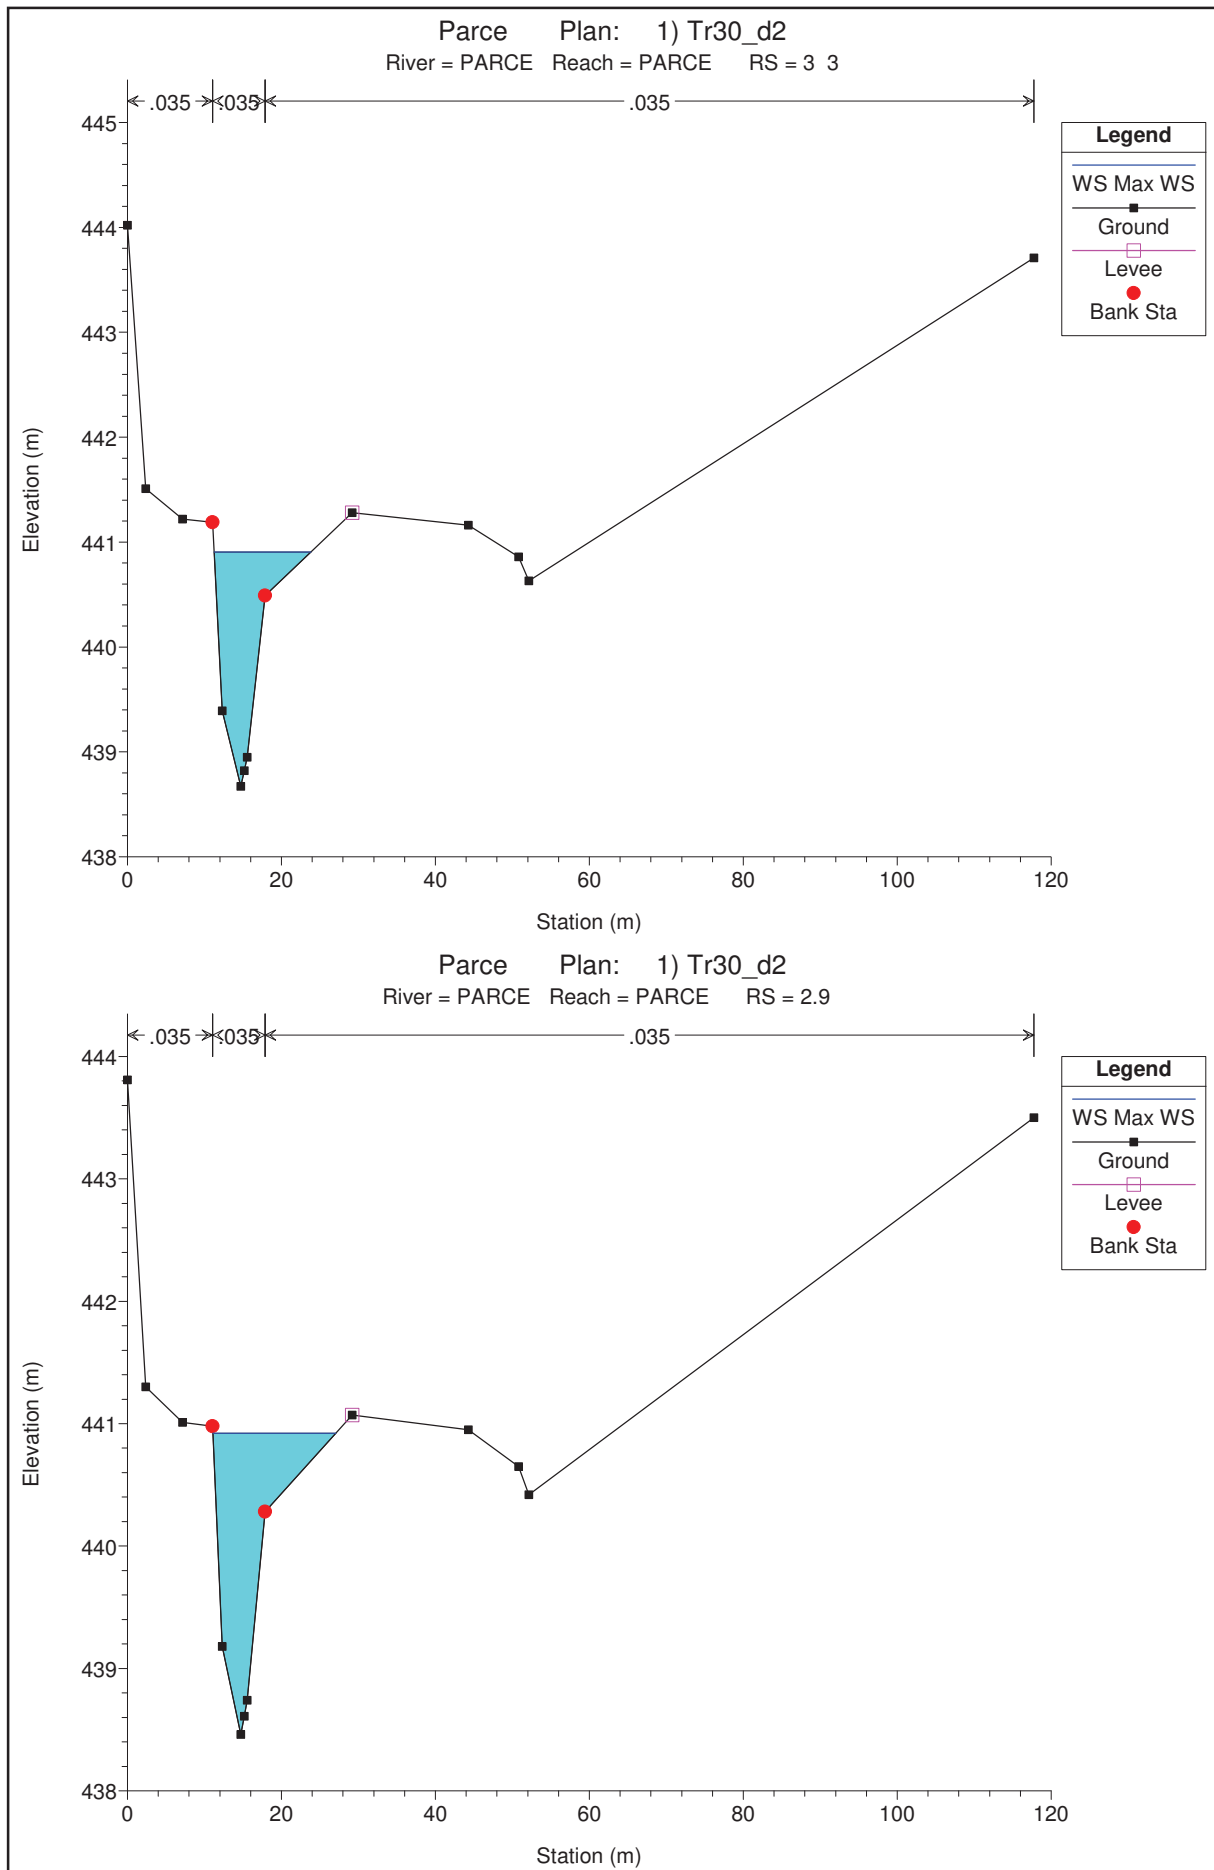 Parce Plan: 1) Tr30_d2
River = PARCE Reach = PARCE RS = 3 3
.035 .035 .035
Legend
WS Max WS
Ground
Levee
Bank Sta
445
444
443
442
441
440
439
438
Elevation (m)
0 20 40 60 80 100 120
Station (m)
Parce Plan: 1) Tr30_d2
River = PARCE Reach = PARCE RS = 2.9
.035 .035 .035
Legend
WS Max WS
Ground
Levee
Bank Sta
444
443
442
441
440
439
438
Elevation (m)
0 20 40 60 80 100 120
Station (m)